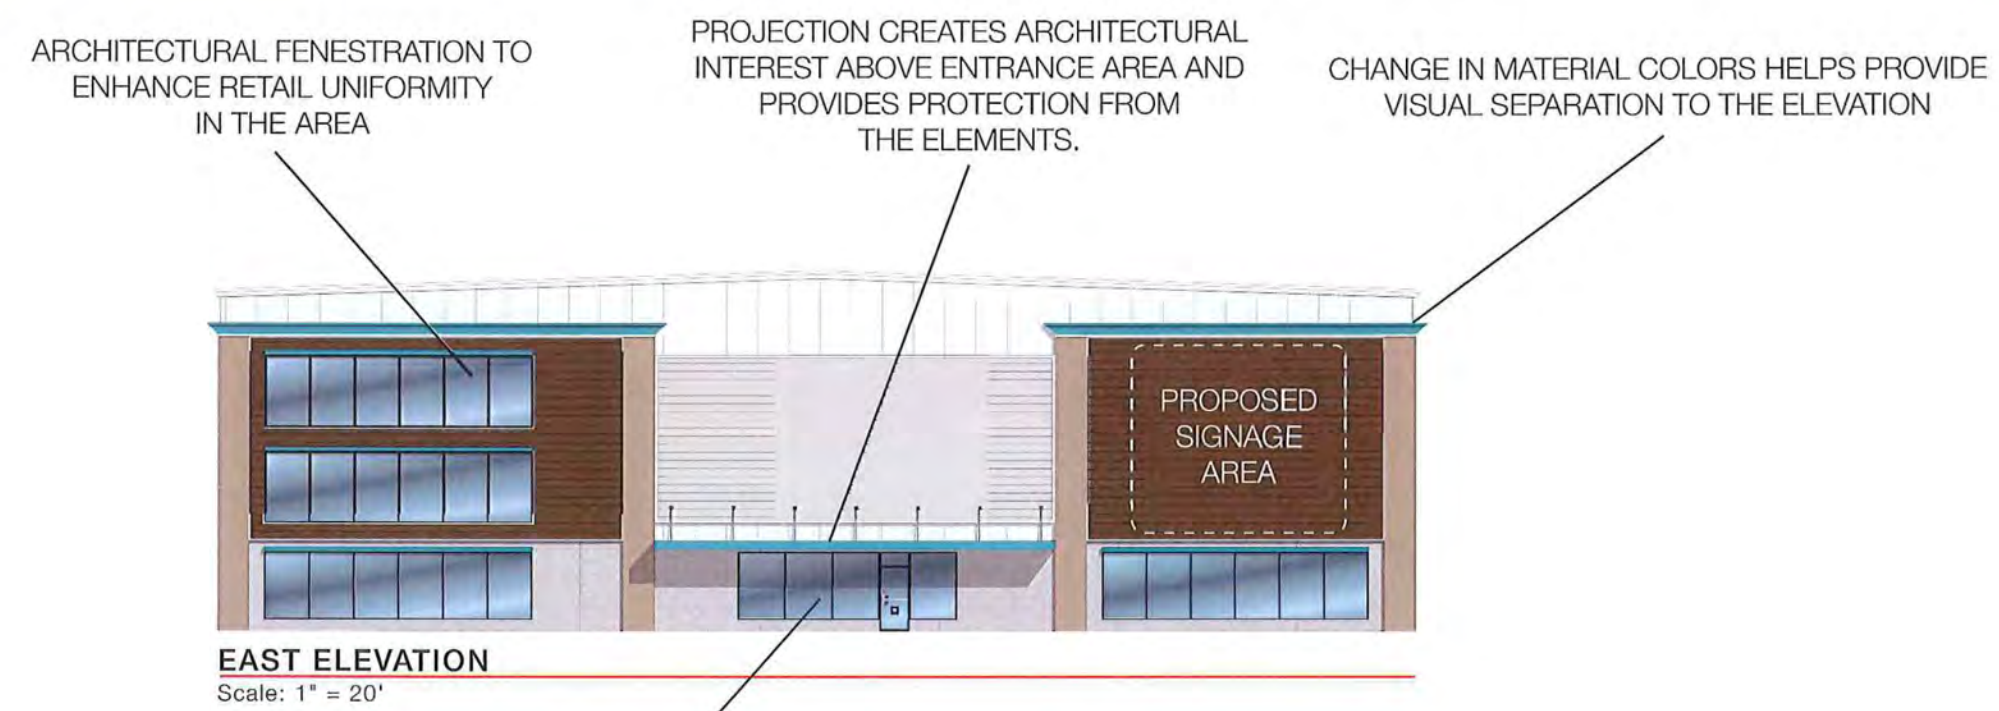 ARCHITECTURAL FENESTRATION TO
ENHANCE RETAIL UNIFORMITY
IN THE AREA
PROJECTION CREATES ARCHITECTURAL
INTEREST ABOVE ENTRANCE AREA AND
PROVIDES PROTECTION FROM
THE ELEMENTS.
CHANGE IN MATERIAL COLORS HELPS PROVIDE
VISUAL SEPARATION TO THE ELEVATION
PROPOSED
SIGNAGE
AREA
EAST ELEVATION
Scale: 1" = 20'